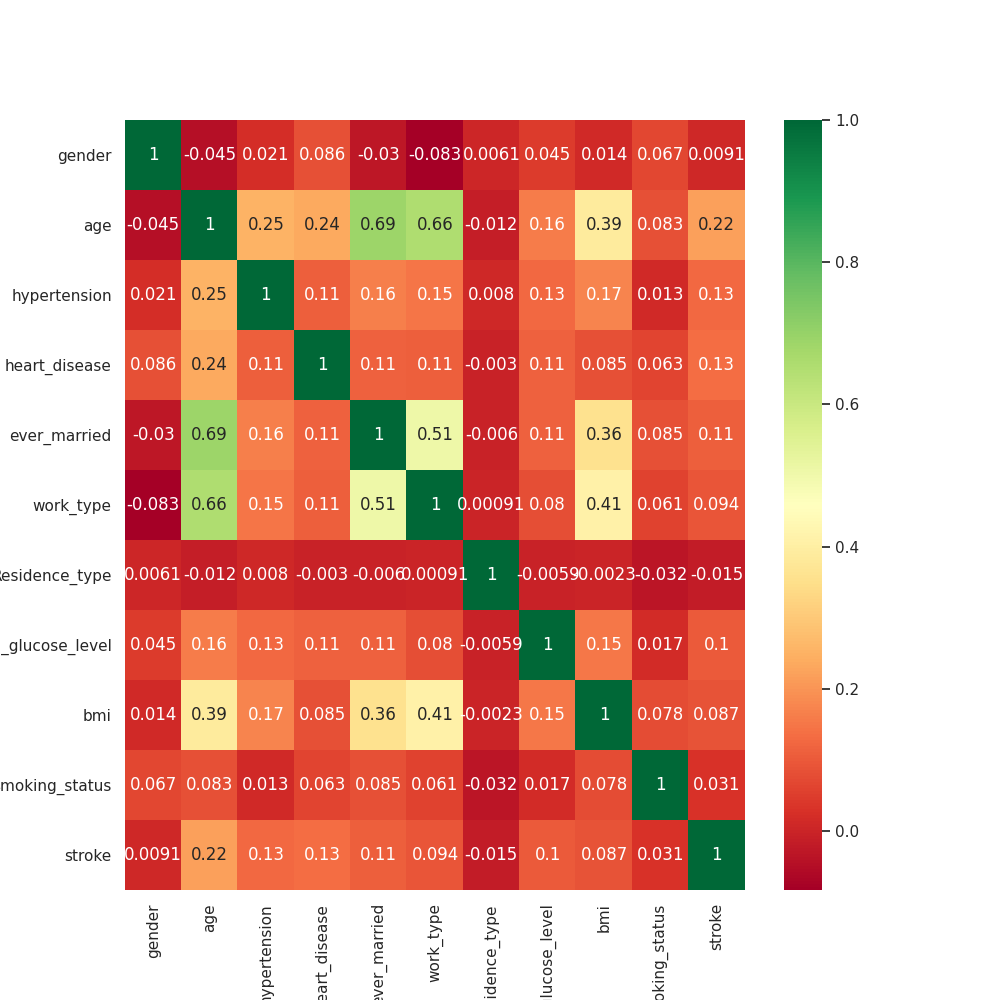 gender 1 -0.045 0.021 0.086 -0.03 -0.083 0.0061 0.045 0.014 0.067 0.0091
age -0.045 1 0.25 0.24 0.69 0.66 -0.012 0.16 0.39 0.083 0.22
hypertension 0.021 0.25 1 0.11 0.16 0.15 0.008 0.13 0.17 0.013 0.13
heart_disease 0.086 0.24 0.11 1 0.11 0.11 -0.003 0.11 0.085 0.063 0.13
ever_married -0.03 0.69 0.16 0.11 1 0.51 -0.006 0.11 0.36 0.085 0.11
work_type -0.083 0.66 0.15 0.11 0.51 1 0.00091 0.08 0.41 0.061 0.094
esidence_type 0.0061 -0.012 0.008 -0.003 -0.006 0.00091 1 -0.0059 -0.0023 -0.032 -0.015
_glucose_level 0.045 0.16 0.13 0.11 0.11 0.08 -0.0059 1 0.15 0.017 0.1
bmi 0.014 0.39 0.17 0.085 0.36 0.41 -0.0023 0.15 1 0.078 0.087
moking_status 0.067 0.083 0.013 0.063 0.085 0.061 -0.032 0.017 0.078 1 0.031
stroke 0.0091 0.22 0.13 0.13 0.11 0.094 -0.015 0.1 0.087 0.031 1
gender
age
hypertension
eart_disease
ever_married
work_type
idence_type
lucose_level
bmi
oking_status
stroke
1.0
0.8
0.6
0.4
0.2
0.0